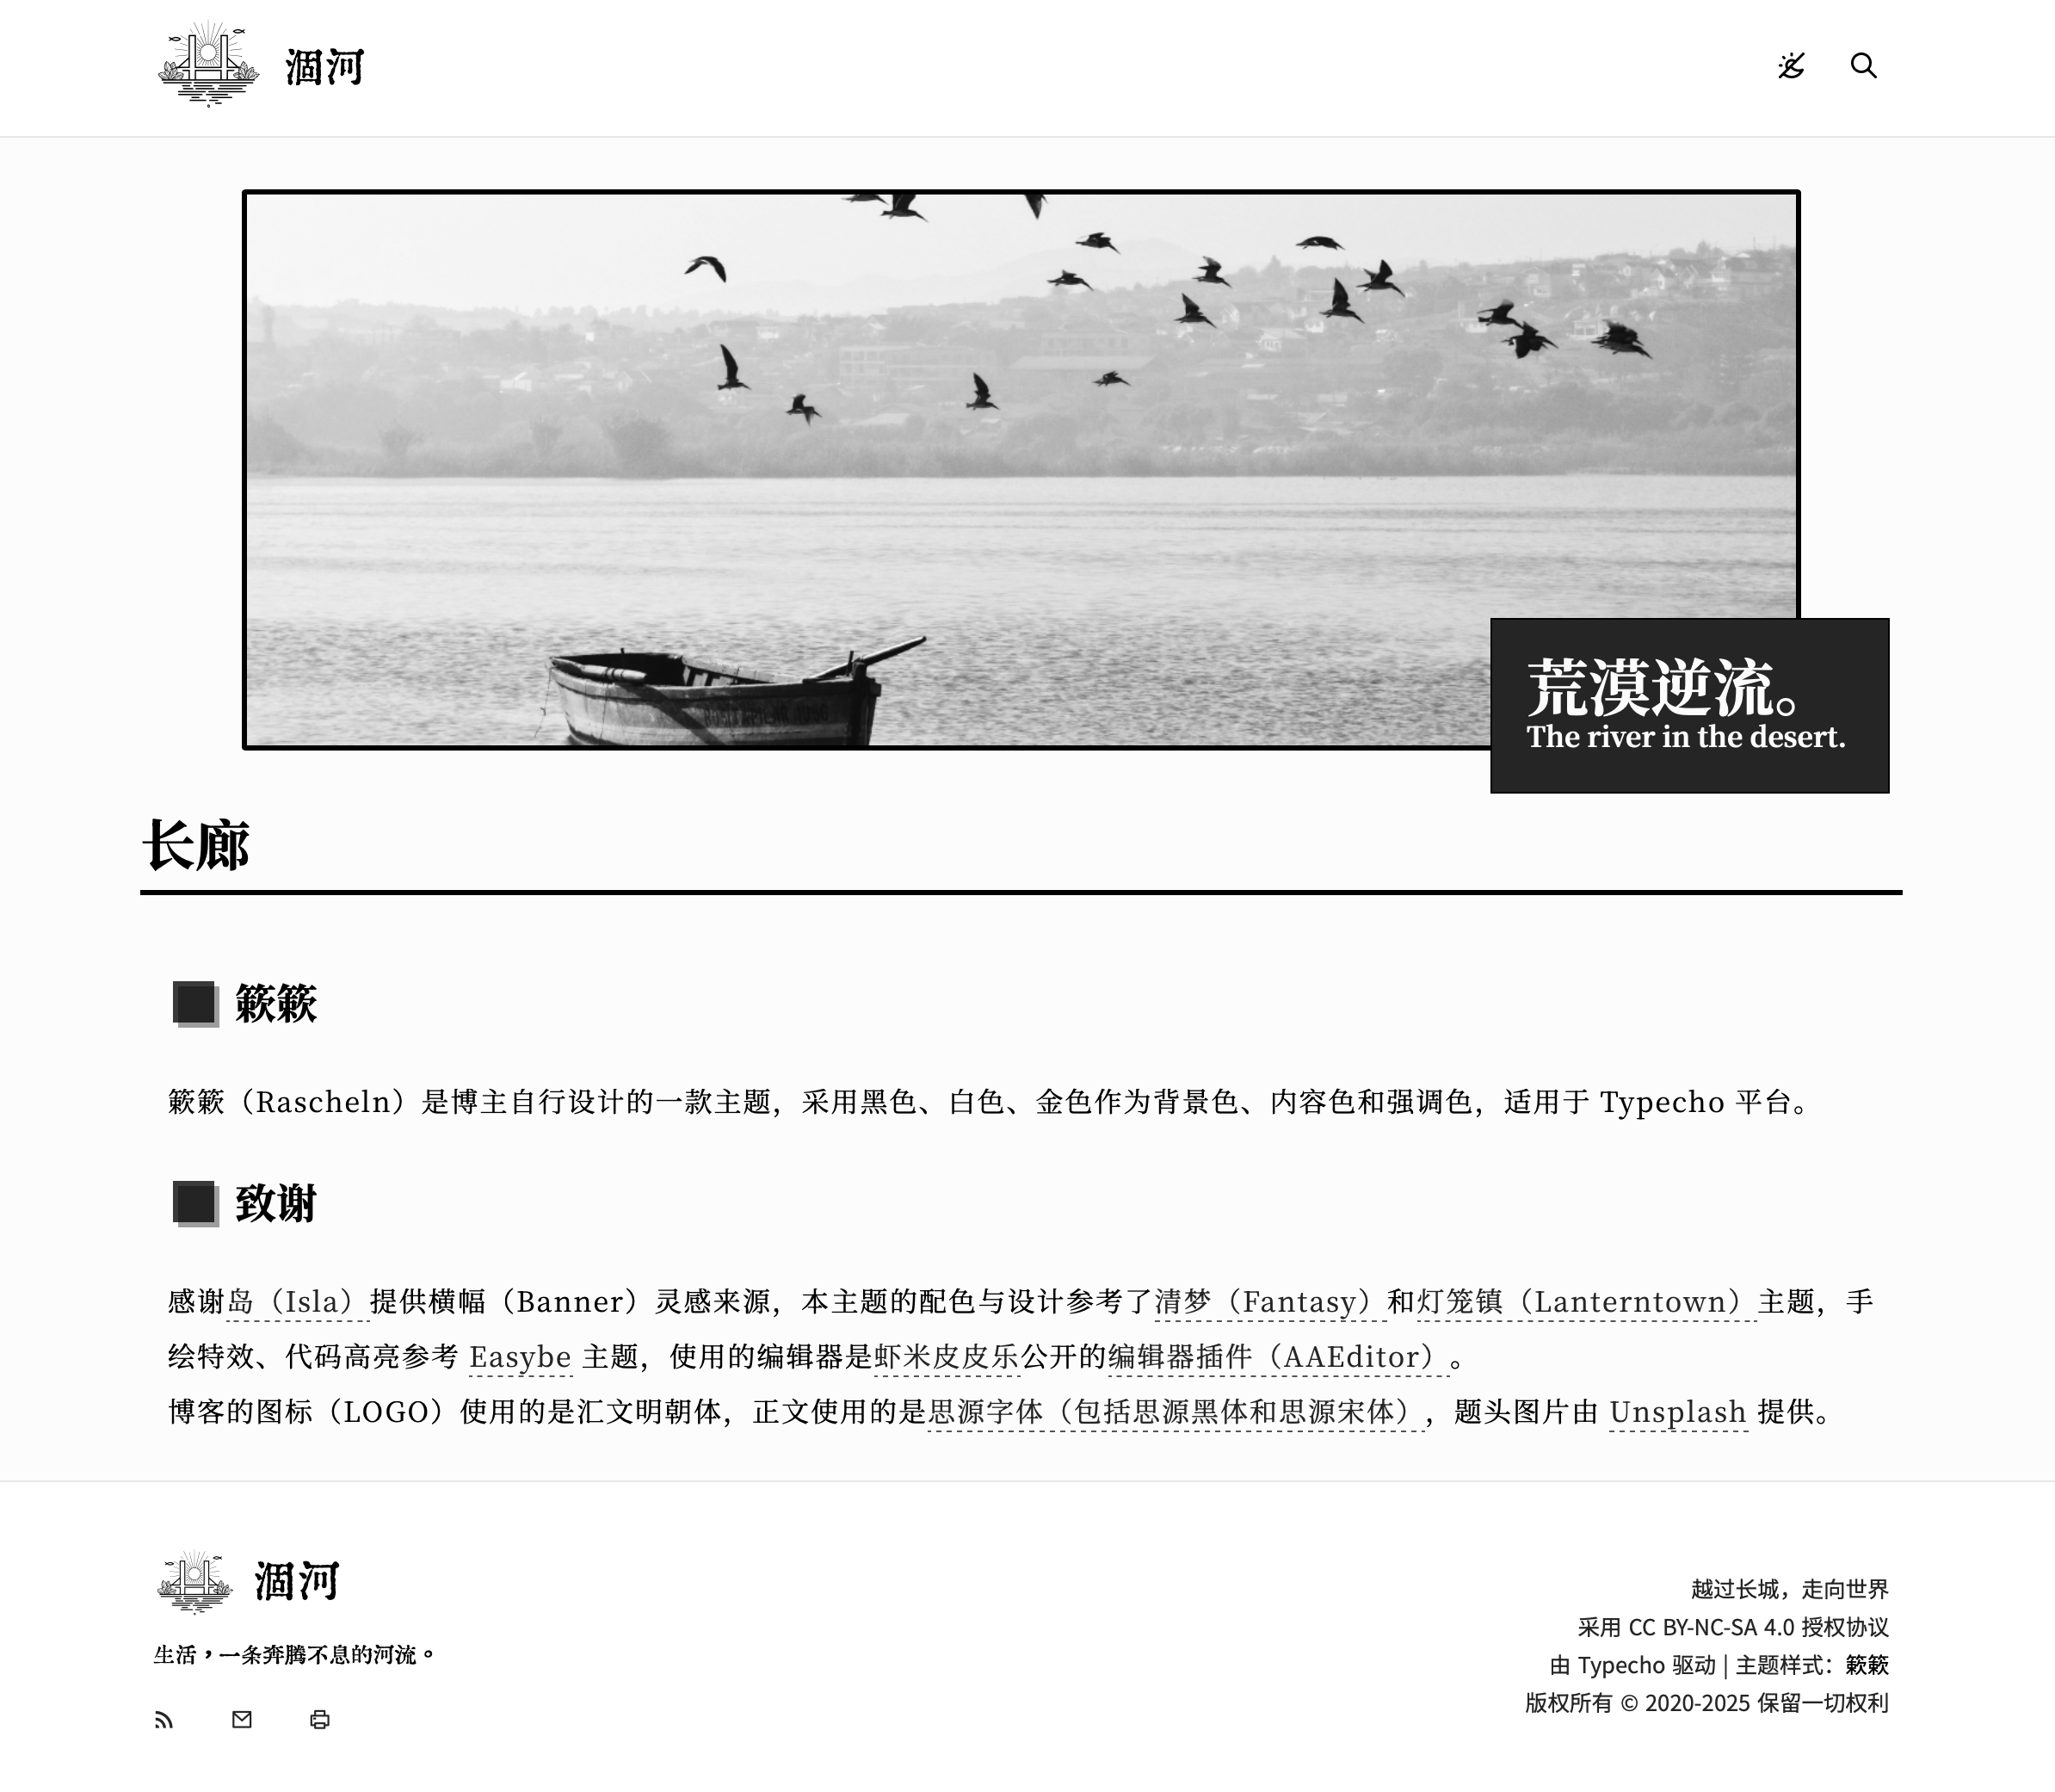 涸河
荒漠逆流。
The river in the desert.
长廊
簌簌
簌簌（Rascheln）是博主自行设计的一款主题，采用黑色、白色、金色作为背景色、内容色和强调色，适用于 Typecho 平台。
致谢
感谢岛（Isla）提供横幅（Banner）灵感来源，本主题的配色与设计参考了清梦（Fantasy）和灯笼镇（Lanterntown）主题，手
绘特效、代码高亮参考 Easybe 主题，使用的编辑器是虾米皮皮乐公开的编辑器插件（AAEditor）。
博客的图标（LOGO）使用的是汇文明朝体，正文使用的是思源字体（包括思源黑体和思源宋体），题头图片由 Unsplash 提供。
涸河
生活，一条奔腾不息的河流。
越过长城，走向世界
采用 CC BY-NC-SA 4.0 授权协议
由 Typecho 驱动 | 主题样式：簌簌
版权所有 © 2020-2025 保留一切权利